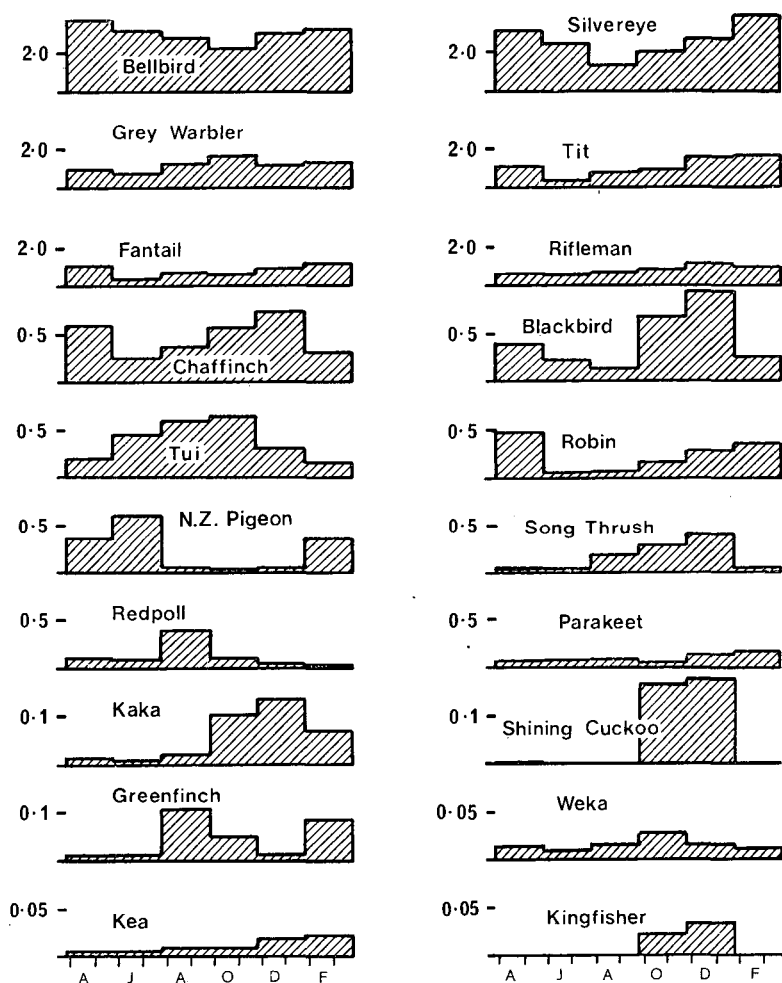 2·0
Bellbird
2·0
Silvereye
2·0
Grey Warbler
2·0
Tit
2·0
Fantail
2·0
Rifleman
0·5
Chaffinch
0·5
Blackbird
0·5
Tui
0·5
Robin
0·5
N.Z. Pigeon
0·5
Song Thrush
0·5
Redpoll
0·5
Parakeet
0·1
Kaka
0·1
Shining Cuckoo
0·1
Greenfinch
0·05
Weka
0·05
Kea
0·05
Kingfisher
A J A O D F
A J A O D F